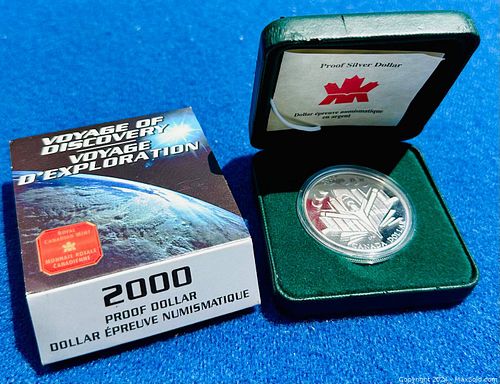 VOYAGE OF
DISCOVERY
VOYAGE
D'EXPLORATION
ROYAL
CANADIAN MINT
MONNAIE ROYALE
CANADIENNE
2000
PROOF DOLLAR
DOLLAR ÉPREUVE NUMISMATIQUE
Proof Silver Dollar
Dollar épreuve numismatique
en argent
CANADA DOLLAR
Copyright 2024 - MaxSold.com